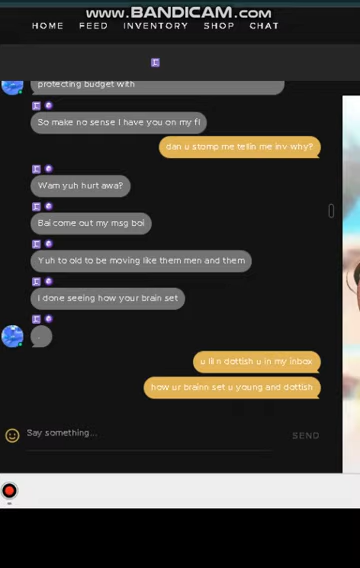 www.BANDICAM.com
HOME FEED INVENTORY SHOP CHAT
protecting budget with
So make no sense I have you on my fl
dan u stomp me tellin me inv why?
Wam yuh hurt awa?
Bai come out my msg boi
Yuh to old to be moving like them men and them
I done seeing how your brain set
.
u lil n dottish u in my inbox
how ur brainn set u young and dottish
Say something...
SEND